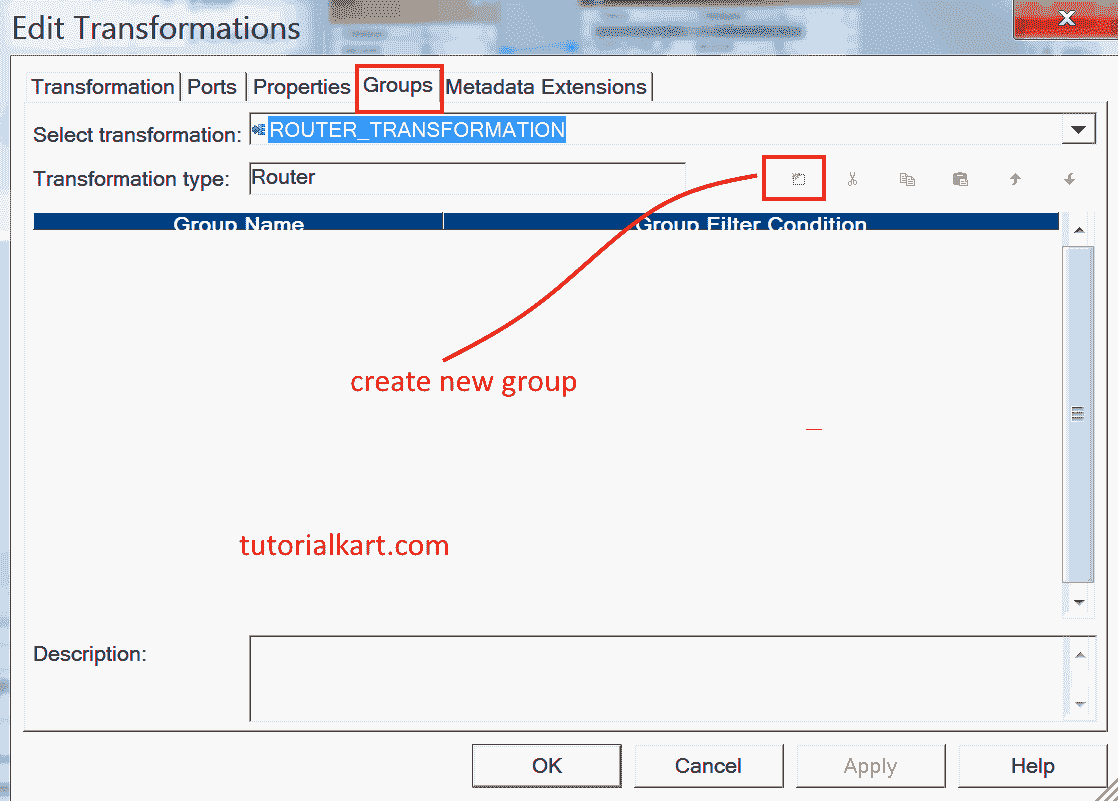 Edit Transformations
X
Transformation Ports Properties Groups Metadata Extensions
Select transformation: ROUTER_TRANSFORMATION
Transformation type: Router
Group Name Group Filter Condition
create new group
tutorialkart.com
Description:
OK Cancel Apply Help